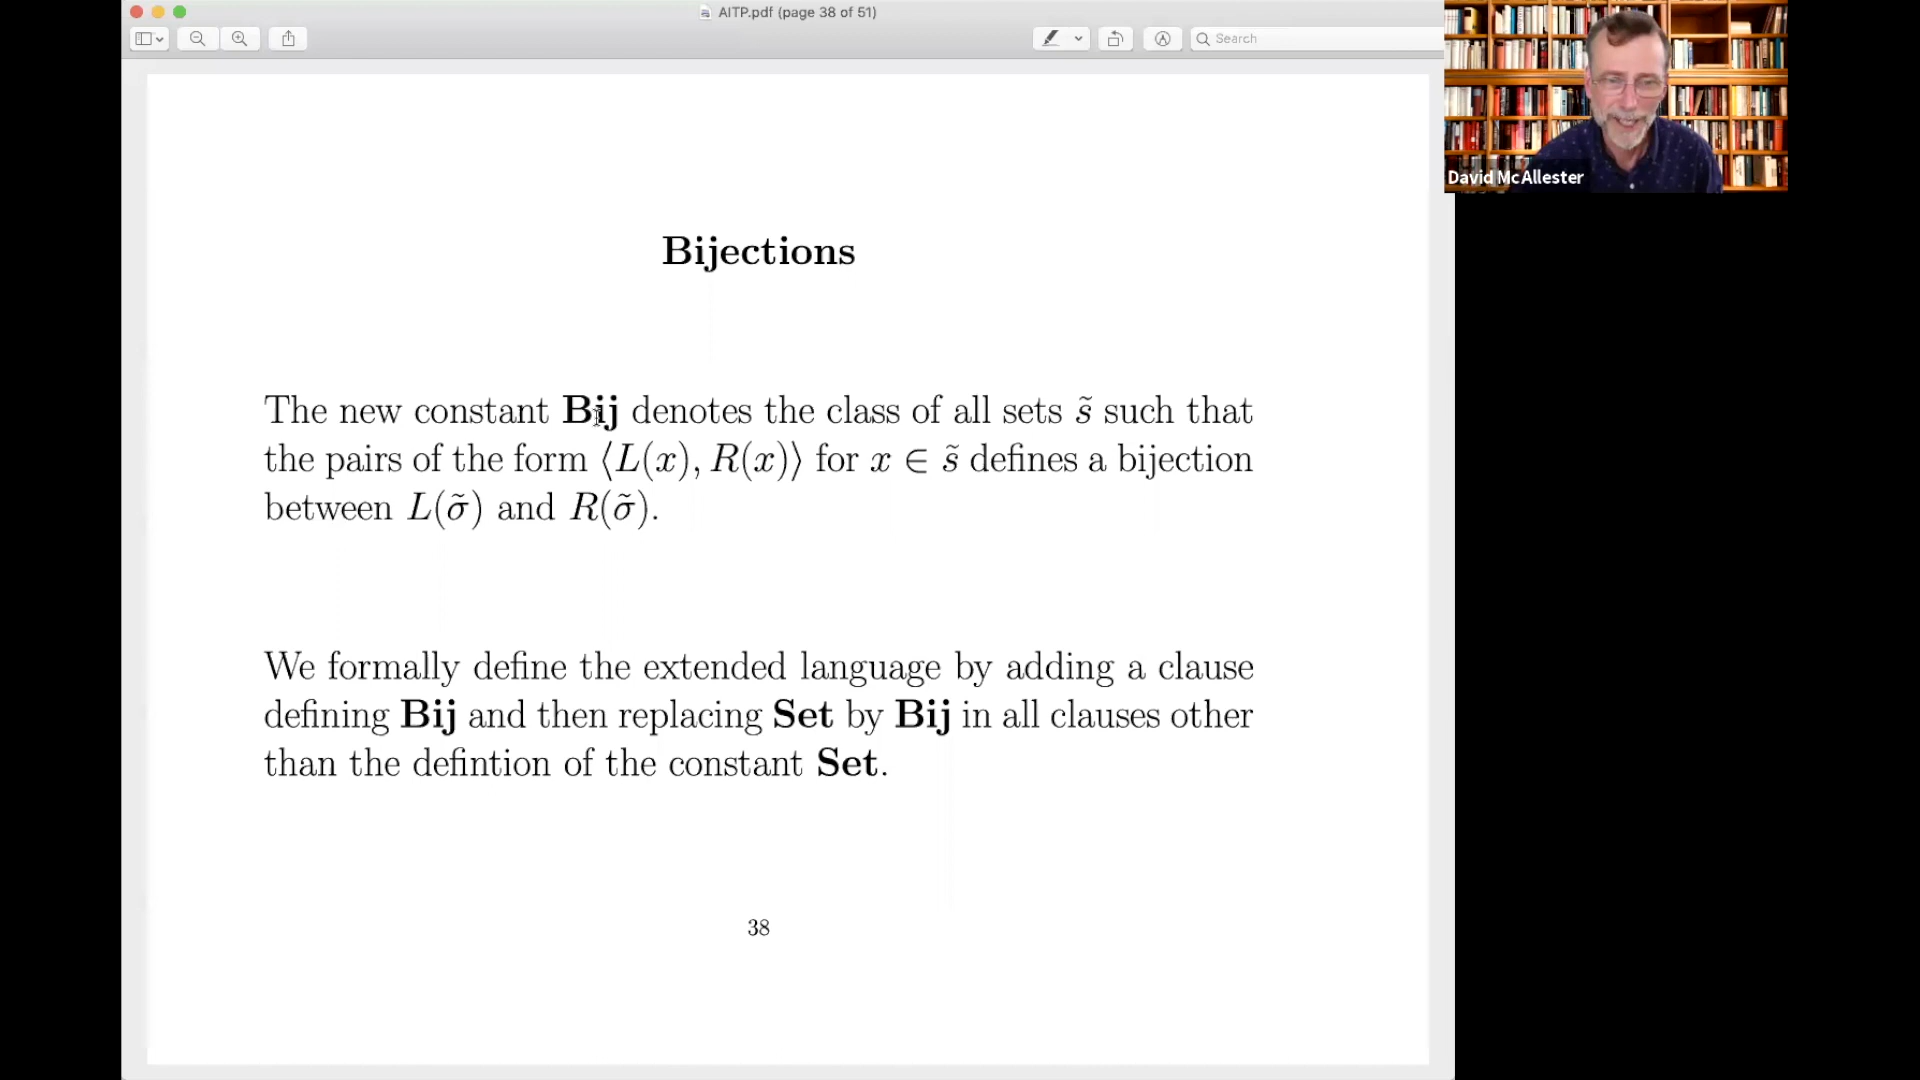 AITP.pdf (page 38 of 51)
Search
David McAllester
Bijections
The new constant Bij denotes the class of all sets s̃ such that
the pairs of the form ⟨L(x), R(x)⟩ for x ∈ s̃ defines a bijection
between L(σ̃) and R(σ̃).
We formally define the extended language by adding a clause
defining Bij and then replacing Set by Bij in all clauses other
than the defintion of the constant Set.
38